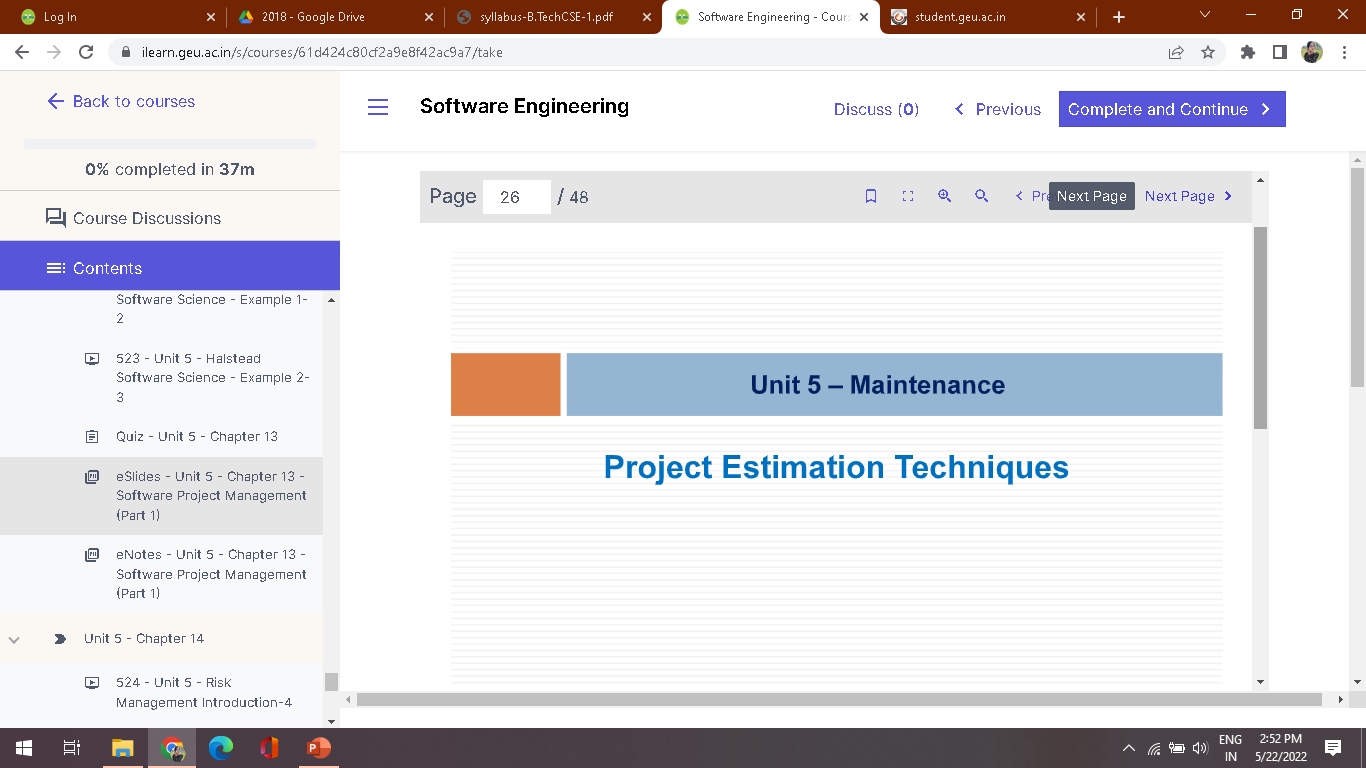 Log In
2018 - Google Drive
syllabus-B.TechCSE-1.pdf
Software Engineering - Cours
student.geu.ac.in
ilearn.geu.ac.in/s/courses/61d424c80cf2a9e8f42ac9a7/take
Back to courses
0% completed in 37m
Course Discussions
Contents
Software Science - Example 1-
2
523 - Unit 5 - Halstead
Software Science - Example 2-
3
Quiz - Unit 5 - Chapter 13
eSlides - Unit 5 - Chapter 13 -
Software Project Management
(Part 1)
eNotes - Unit 5 - Chapter 13 -
Software Project Management
(Part 1)
Unit 5 - Chapter 14
524 - Unit 5 - Risk
Management Introduction-4
Software Engineering
Discuss (0)
Previous
Complete and Continue
Page 26 / 48
Pre
Next Page
Next Page
Unit 5 – Maintenance
Project Estimation Techniques
ENG
IN
2:52 PM
5/22/2022